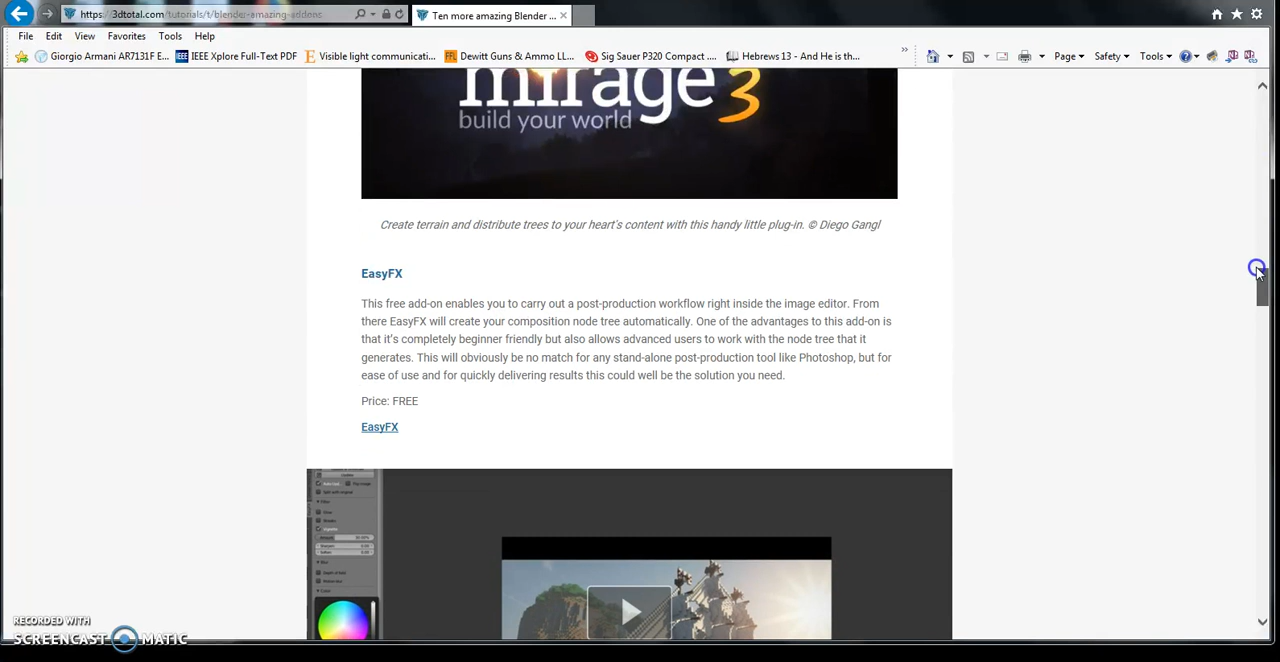 https://3dtotal.com/tutorials/t/blender-amazing-addons
Ten more amazing Blender ...
File Edit View Favorites Tools Help
Giorgio Armani AR7131F E... IEEE Xplore Full-Text PDF Visible light communicati... Dewitt Guns & Ammo LL... Sig Sauer P320 Compact .... Hebrews 13 - And He is th... Page Safety Tools
mirage 3
build your world
Create terrain and distribute trees to your heart's content with this handy little plug-in. © Diego Gangl
EasyFX
This free add-on enables you to carry out a post-production workflow right inside the image editor. From
there EasyFX will create your composition node tree automatically. One of the advantages to this add-on is
that it's completely beginner friendly but also allows advanced users to work with the node tree that it
generates. This will obviously be no match for any stand-alone post-production tool like Photoshop, but for
ease of use and for quickly delivering results this could well be the solution you need.
Price: FREE
EasyFX
RECORDED WITH
SCREENCAST MATIC